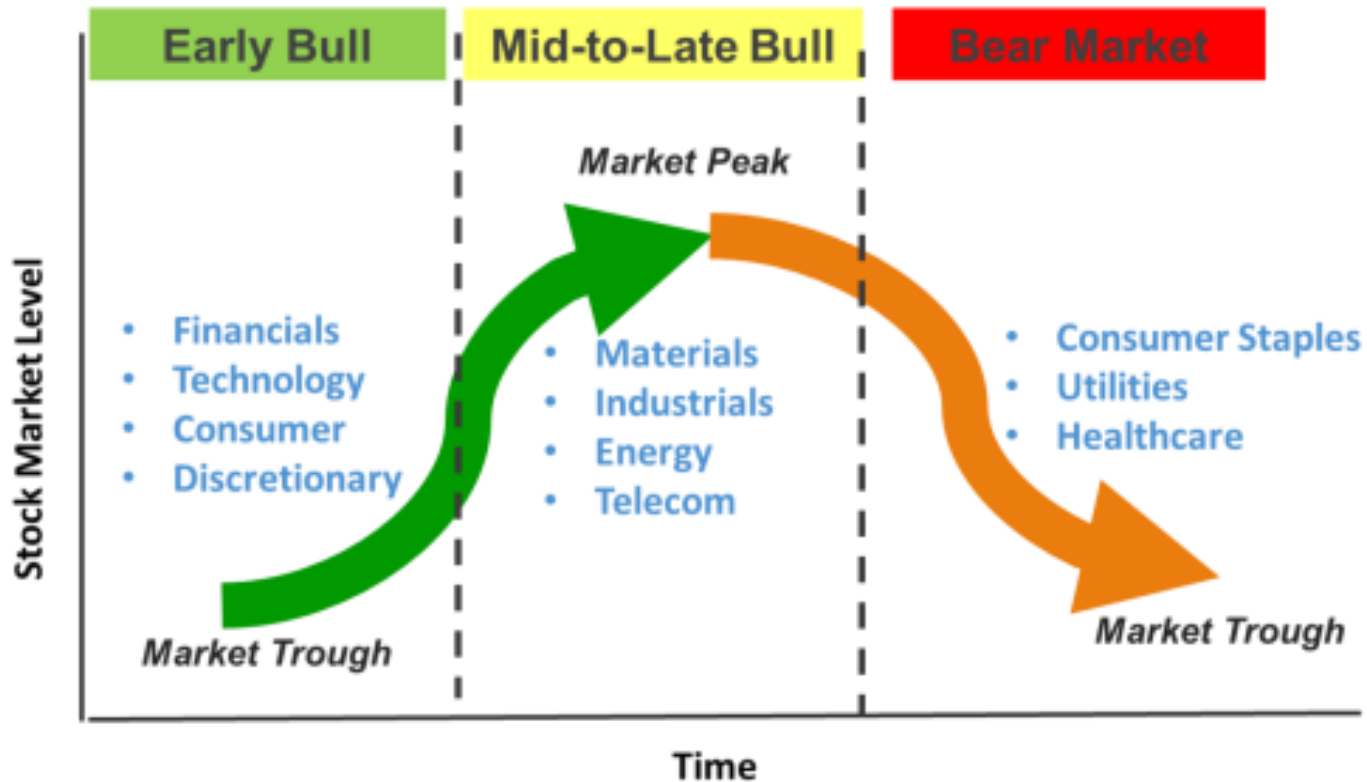 Early Bull
Mid-to-Late Bull
Bear Market
Market Peak
Stock Market Level
• Financials
• Technology
• Consumer
• Discretionary
• Materials
• Industrials
• Energy
• Telecom
• Consumer Staples
• Utilities
• Healthcare
Market Trough
Market Trough
Time